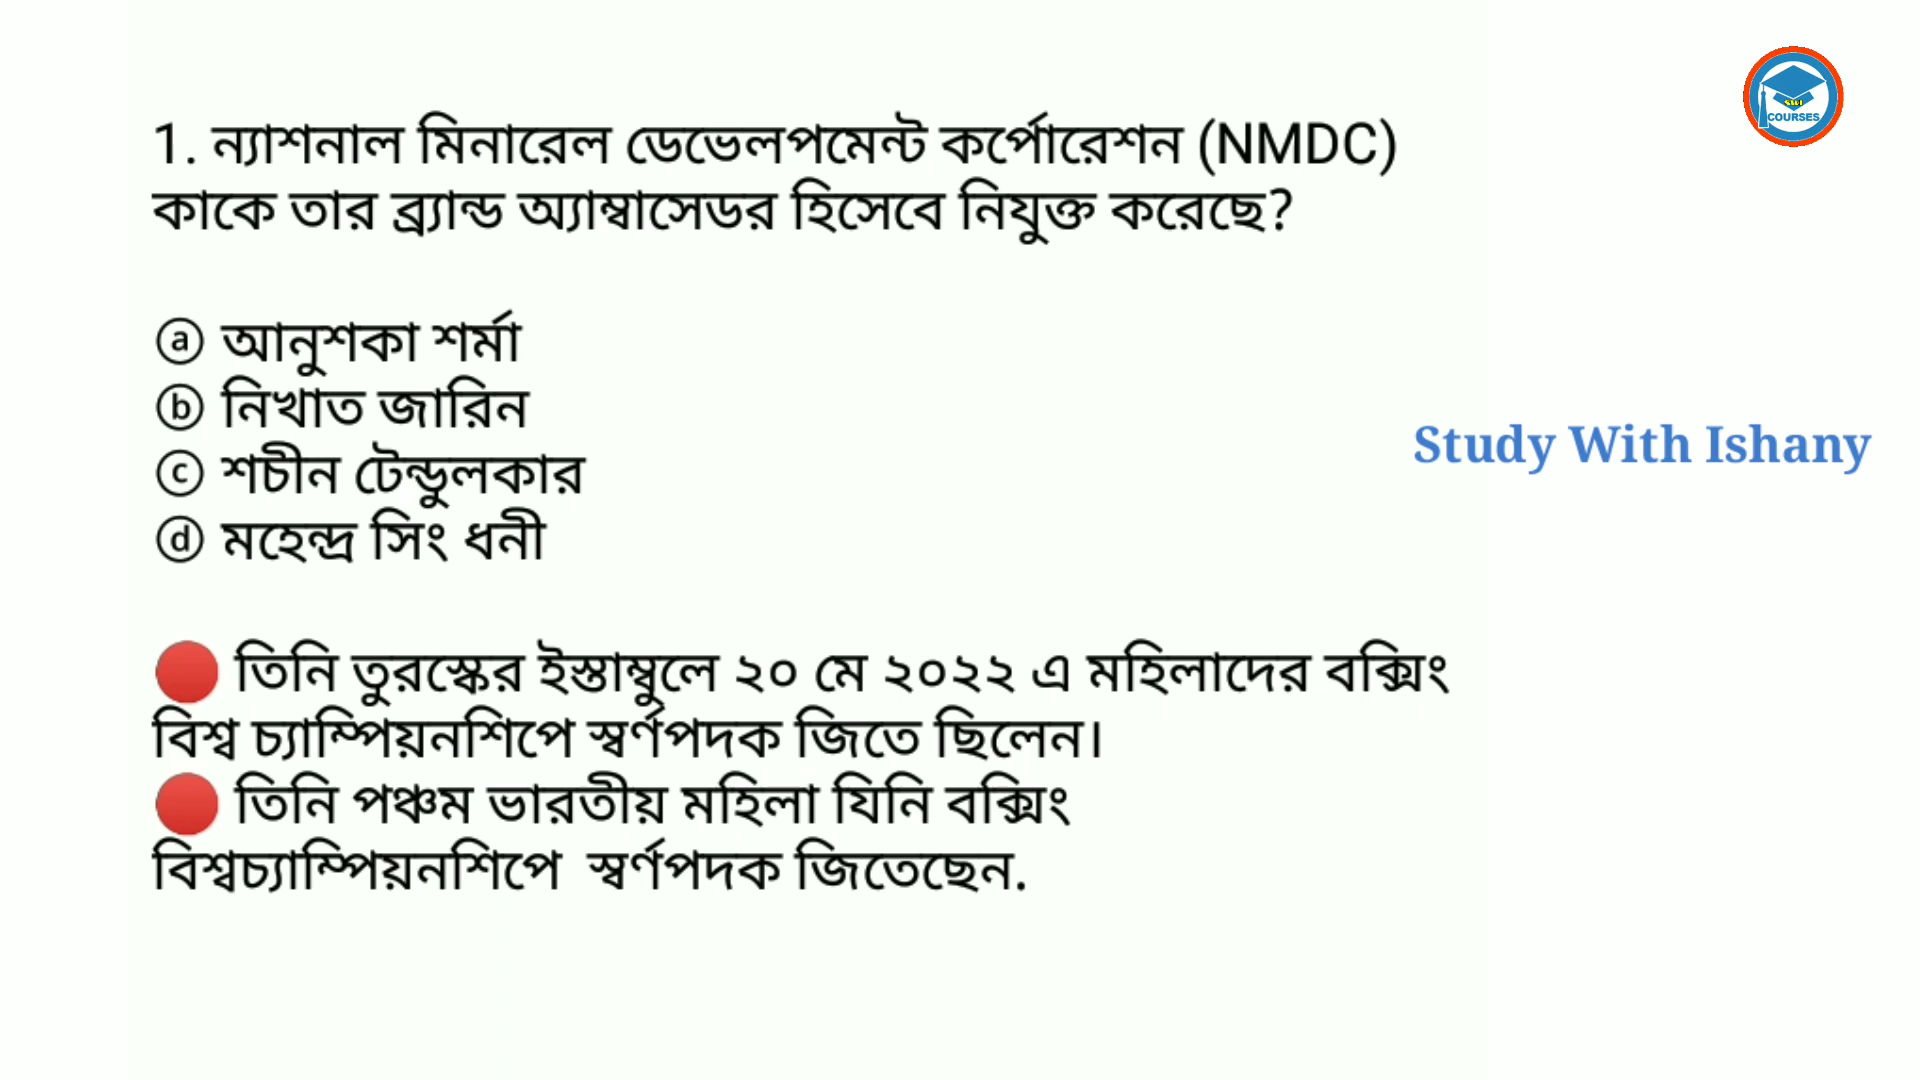 1. ন্যাশনাল মিনারেল ডেভেলপমেন্ট কর্পোরেশন (NMDC)
কাকে তার ব্র্যান্ড অ্যাম্বাসেডর হিসেবে নিযুক্ত করেছে?
ⓐ আনুশকা শর্মা
ⓑ নিখাত জারিন
ⓒ শচীন টেন্ডুলকার
ⓓ মহেন্দ্র সিং ধনী
🔴 তিনি তুরস্কের ইস্তাম্বুলে ২০ মে ২০২২ এ মহিলাদের বক্সিং
বিশ্ব চ্যাম্পিয়নশিপে স্বর্ণপদক জিতে ছিলেন।
🔴 তিনি পঞ্চম ভারতীয় মহিলা যিনি বক্সিং
বিশ্বচ্যাম্পিয়নশিপে স্বর্ণপদক জিতেছেন.
SWI
COURSES
Study With Ishany